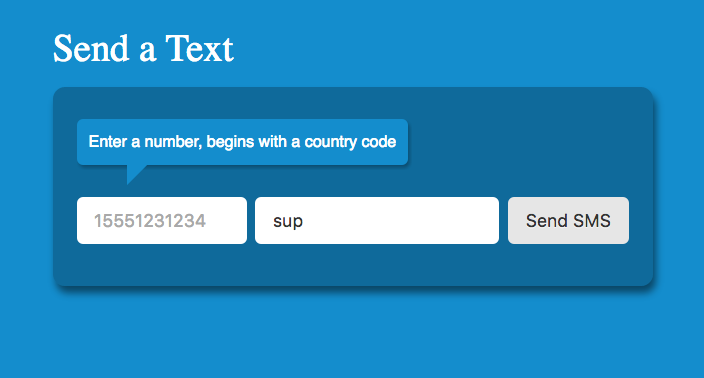 Send a Text
Enter a number, begins with a country code
15551231234 sup Send SMS